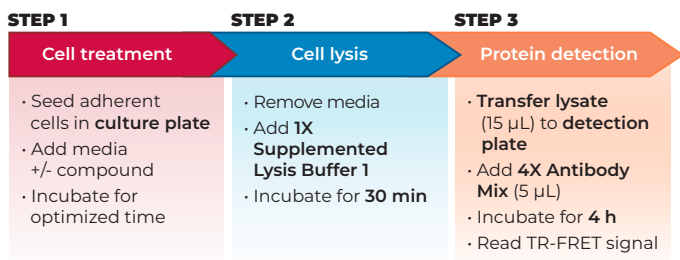 STEP 1
Cell treatment
· Seed adherent
cells in culture plate
· Add media
+/- compound
· Incubate for
optimized time
STEP 2
Cell lysis
· Remove media
· Add 1X
Supplemented
Lysis Buffer 1
· Incubate for 30 min
STEP 3
Protein detection
· Transfer lysate
(15 µL) to detection
plate
· Add 4X Antibody
Mix (5 µL)
· Incubate for 4 h
· Read TR-FRET signal